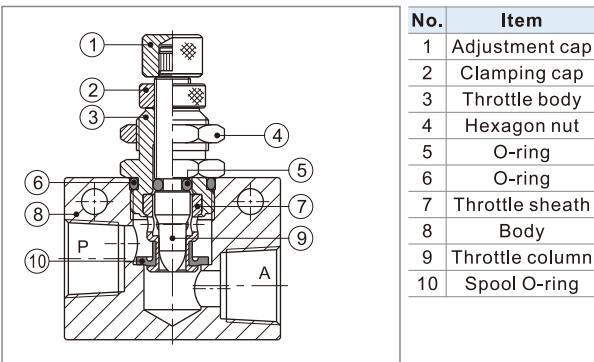 1
2
3
4
5
6
7
8
9
10
P
A
No. Item
1 Adjustment cap
2 Clamping cap
3 Throttle body
4 Hexagon nut
5 O-ring
6 O-ring
7 Throttle sheath
8 Body
9 Throttle column
10 Spool O-ring